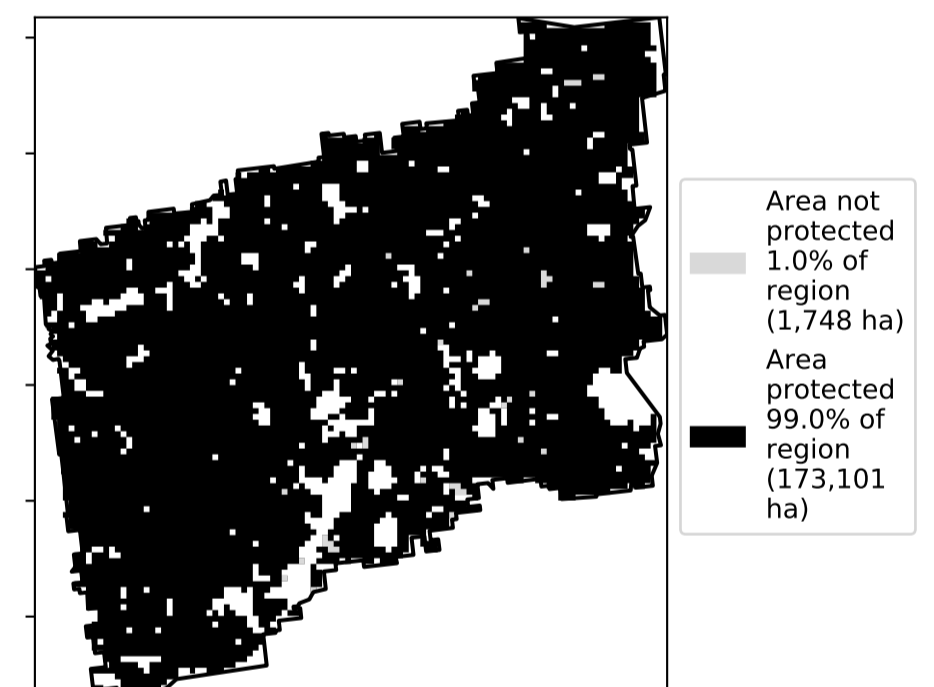 Area not
protected
1.0% of
region
(1,748 ha)
Area
protected
99.0% of
region
(173,101
ha)